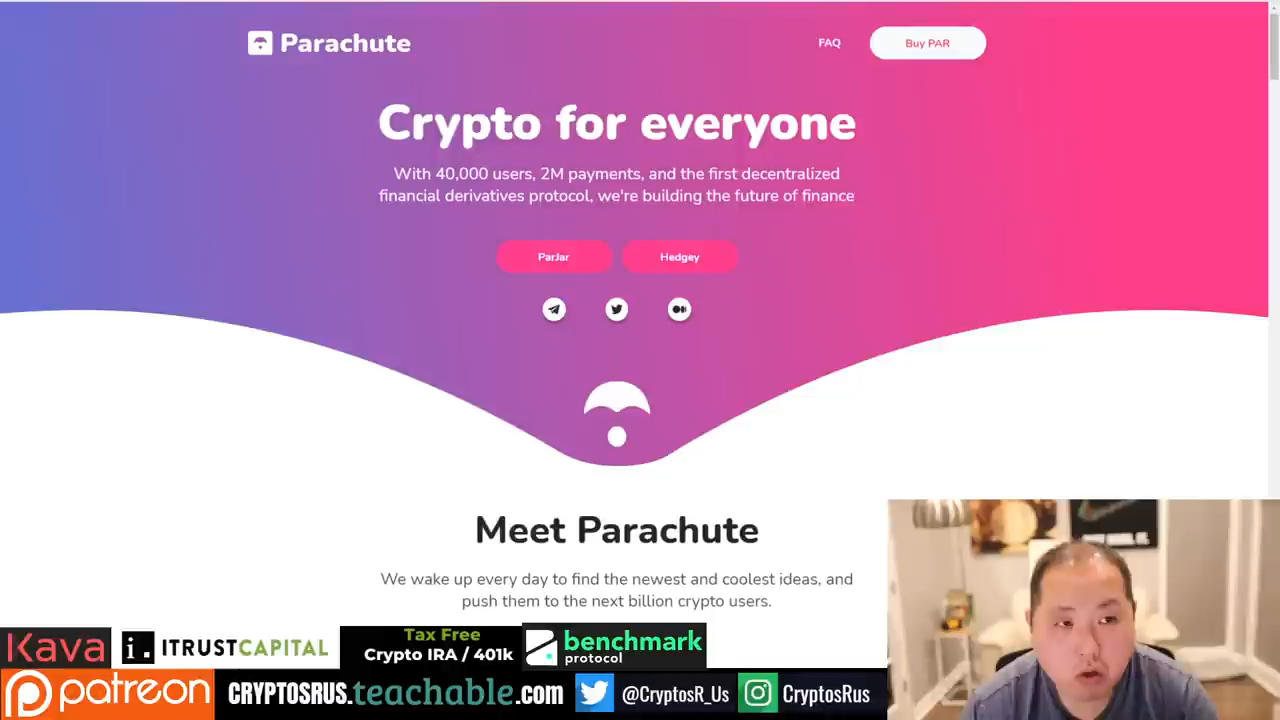 Parachute
FAQ
Buy PAR
Crypto for everyone
With 40,000 users, 2M payments, and the first decentralized
financial derivatives protocol, we're building the future of finance
ParJar
Hedgey
Meet Parachute
We wake up every day to find the newest and coolest ideas, and
push them to the next billion crypto users.
Kava
i. ITRUSTCAPITAL
Tax Free
Crypto IRA / 401k
benchmark
protocol
patreon
CRYPTOSRUS.teachable.com
@CryptosR_Us
CryptosRus